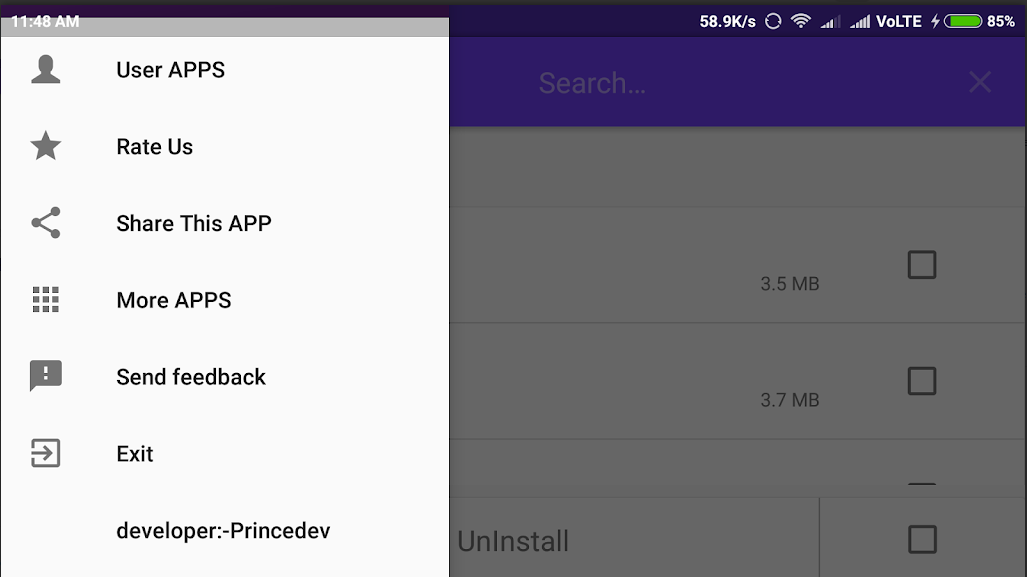 11:48 AM 58.9K/s VoLTE 85%
Search...
User APPS
Rate Us
Share This APP
3.5 MB
More APPS
Send feedback
3.7 MB
Exit
developer:-Princedev
UnInstall